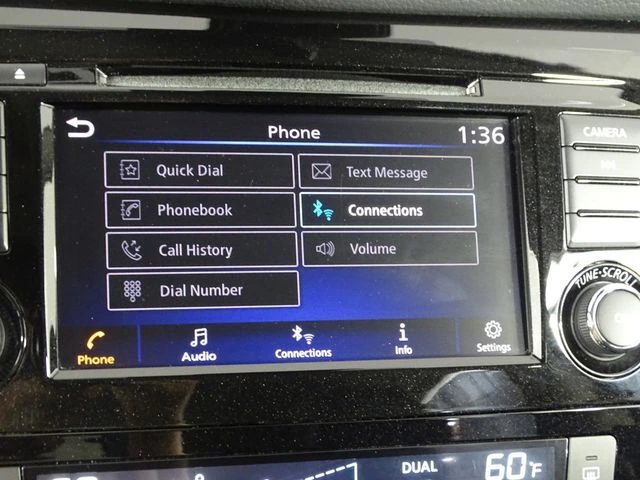 Phone 1:36
CAMERA
Quick Dial Text Message
Phonebook Connections
Call History Volume
Dial Number
TUNE·SCROLL
Phone Audio Connections Info Settings
DUAL 60°F